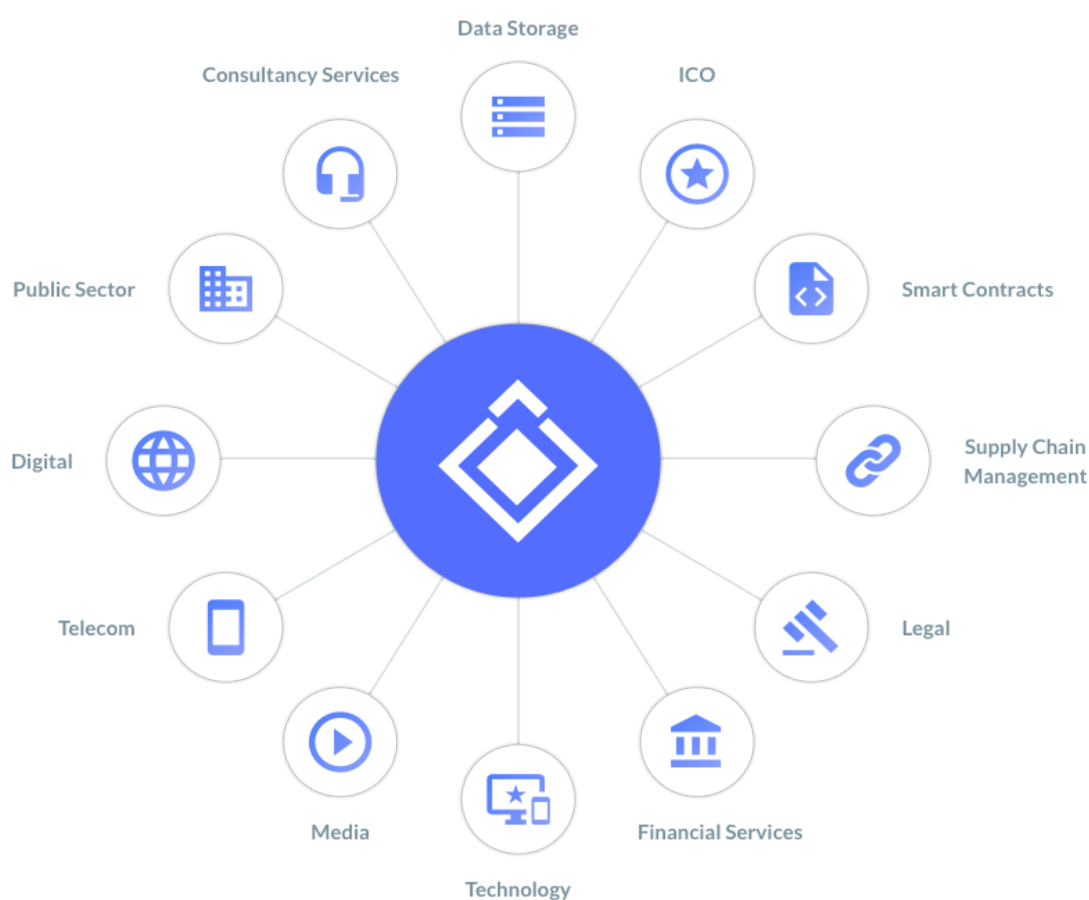 Data Storage
Consultancy Services
ICO
Public Sector
Smart Contracts
Digital
Supply Chain
Management
Telecom
Legal
Media
Financial Services
Technology